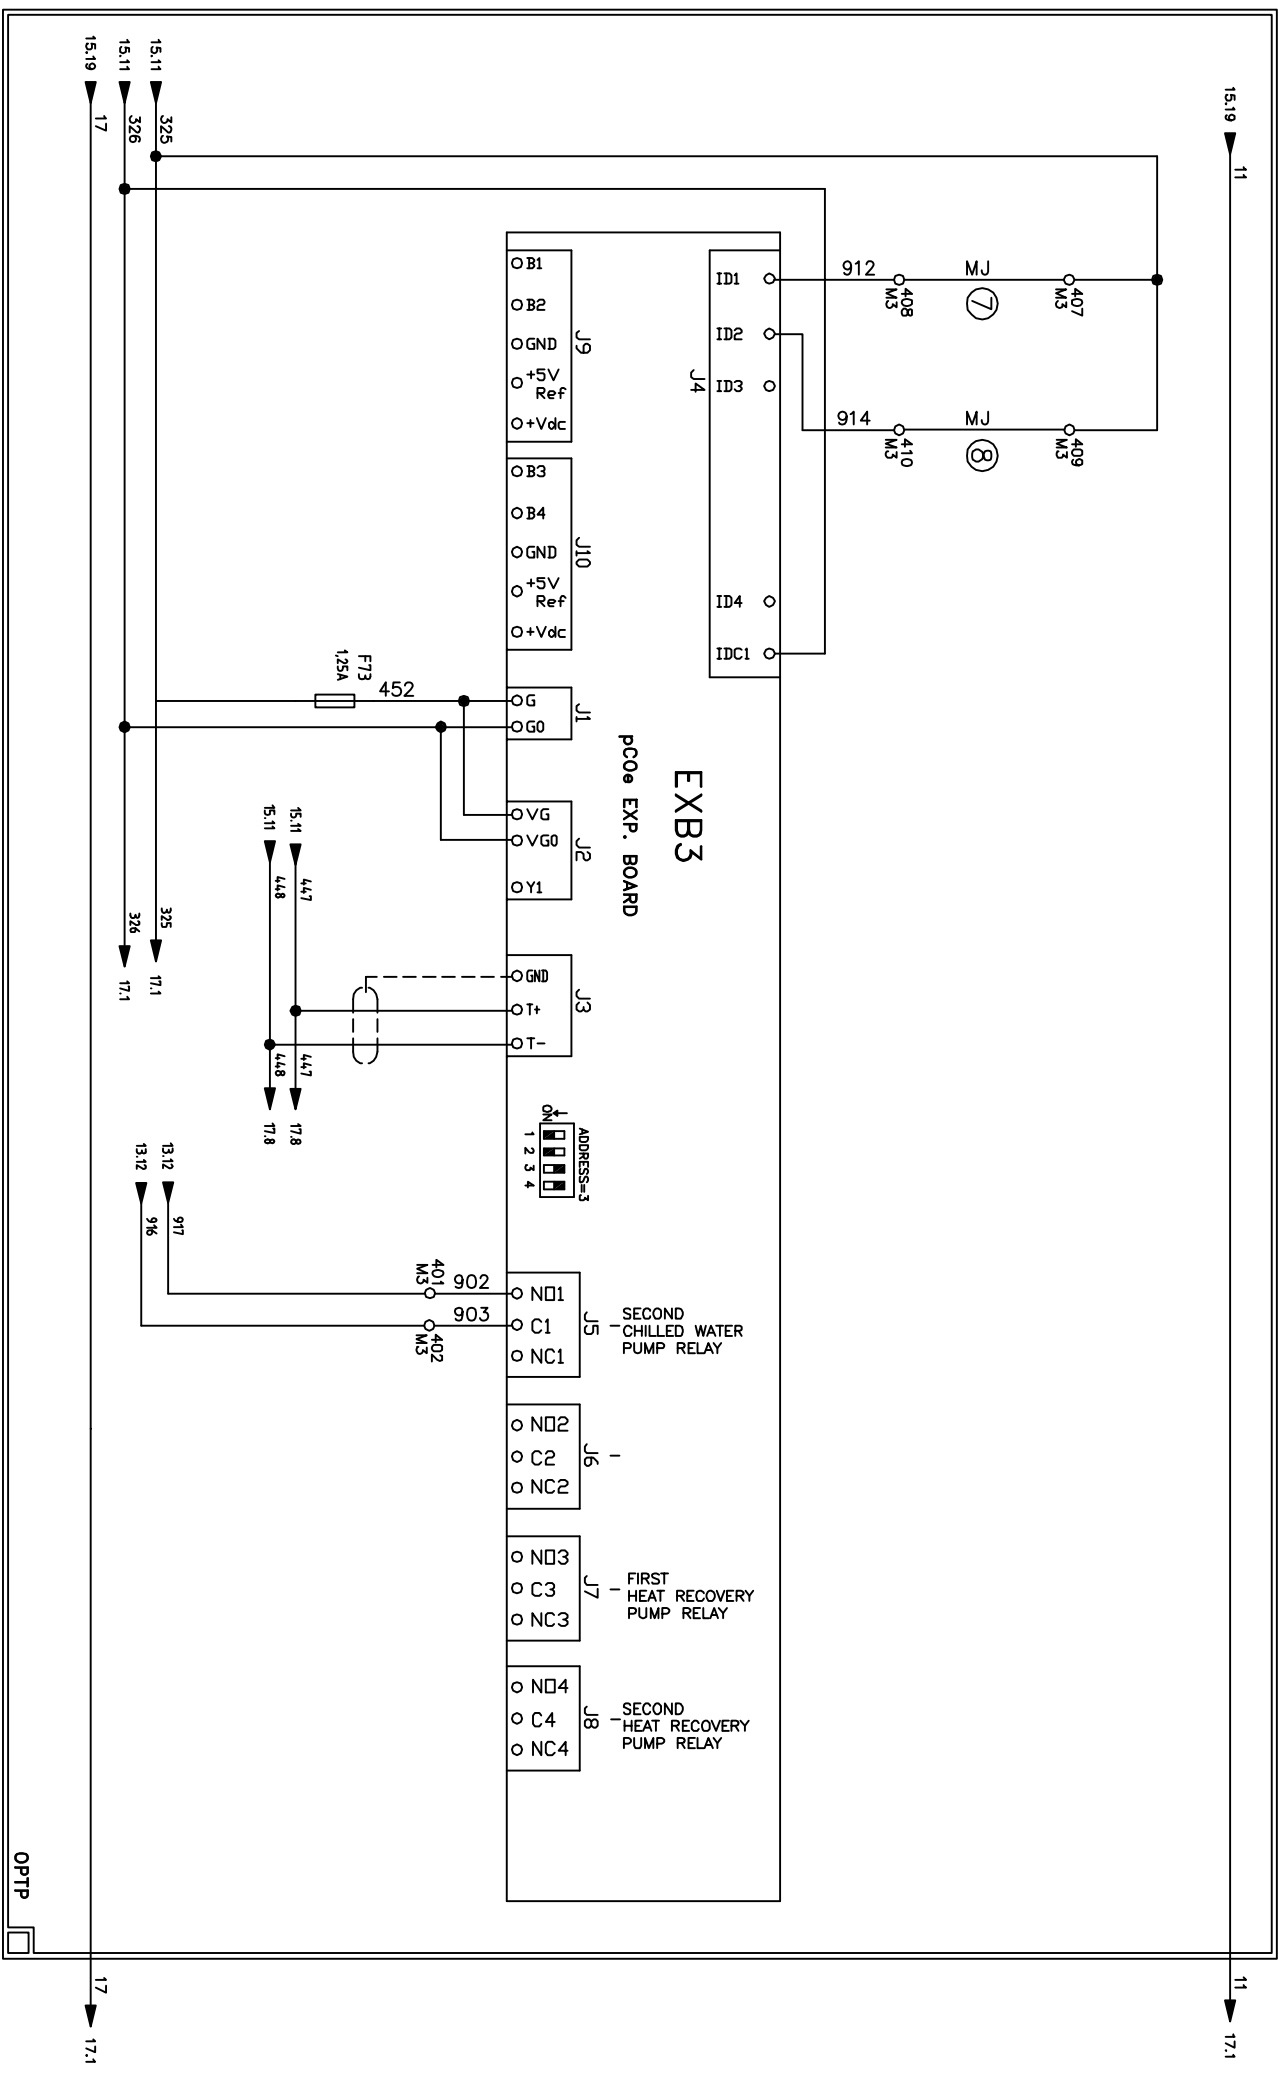 15.19
11
15.19
15.11
15.11
17
326
325
912
408
M3
MJ
7
407
M3
914
410
M3
MJ
8
409
M3
ID1
ID2
ID3
ID4
IDC1
J4
B1
B2
GND
+5V
Ref
+Vdc
J9
B3
B4
GND
+5V
Ref
+Vdc
J10
F73
1,25A
452
G
G0
J1
EXB3
pCOe EXP. BOARD
VG
VG0
Y1
J2
15.11
15.11
448
447
326
325
17.1
17.1
GND
T+
T-
J3
448
447
17.8
17.8
ON
1
2
3
4
ADDRESS=3
13.12
13.12
916
917
401
M3
902
903
402
M3
NO1
C1
NC1
J5
- SECOND
CHILLED WATER
PUMP RELAY
NO2
C2
NC2
J6
-
NO3
C3
NC3
J7
- FIRST
HEAT RECOVERY
PUMP RELAY
NO4
C4
NC4
J8
- SECOND
HEAT RECOVERY
PUMP RELAY
OPTP
17
17.1
11
17.1